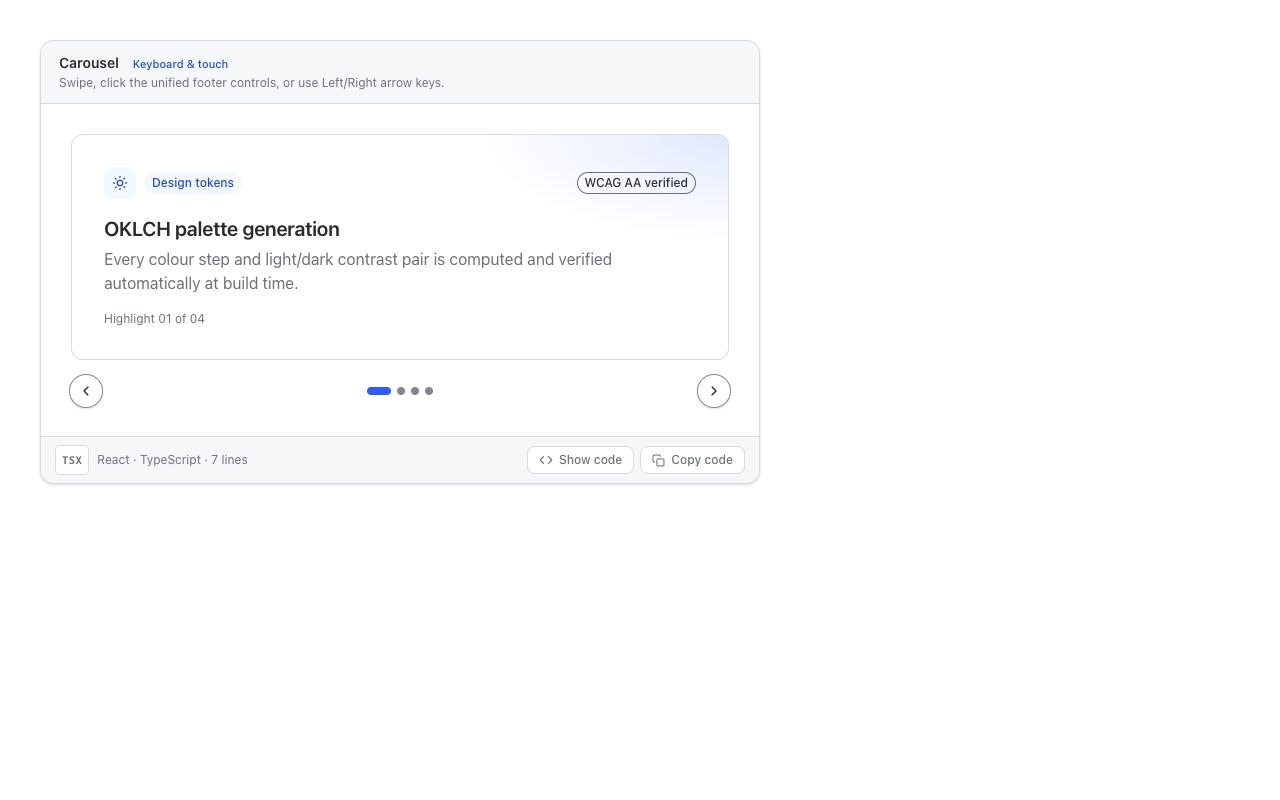 Carousel Keyboard & touch
Swipe, click the unified footer controls, or use Left/Right arrow keys.
Design tokens WCAG AA verified
OKLCH palette generation
Every colour step and light/dark contrast pair is computed and verified
automatically at build time.
Highlight 01 of 04
TSX React · TypeScript · 7 lines Show code Copy code